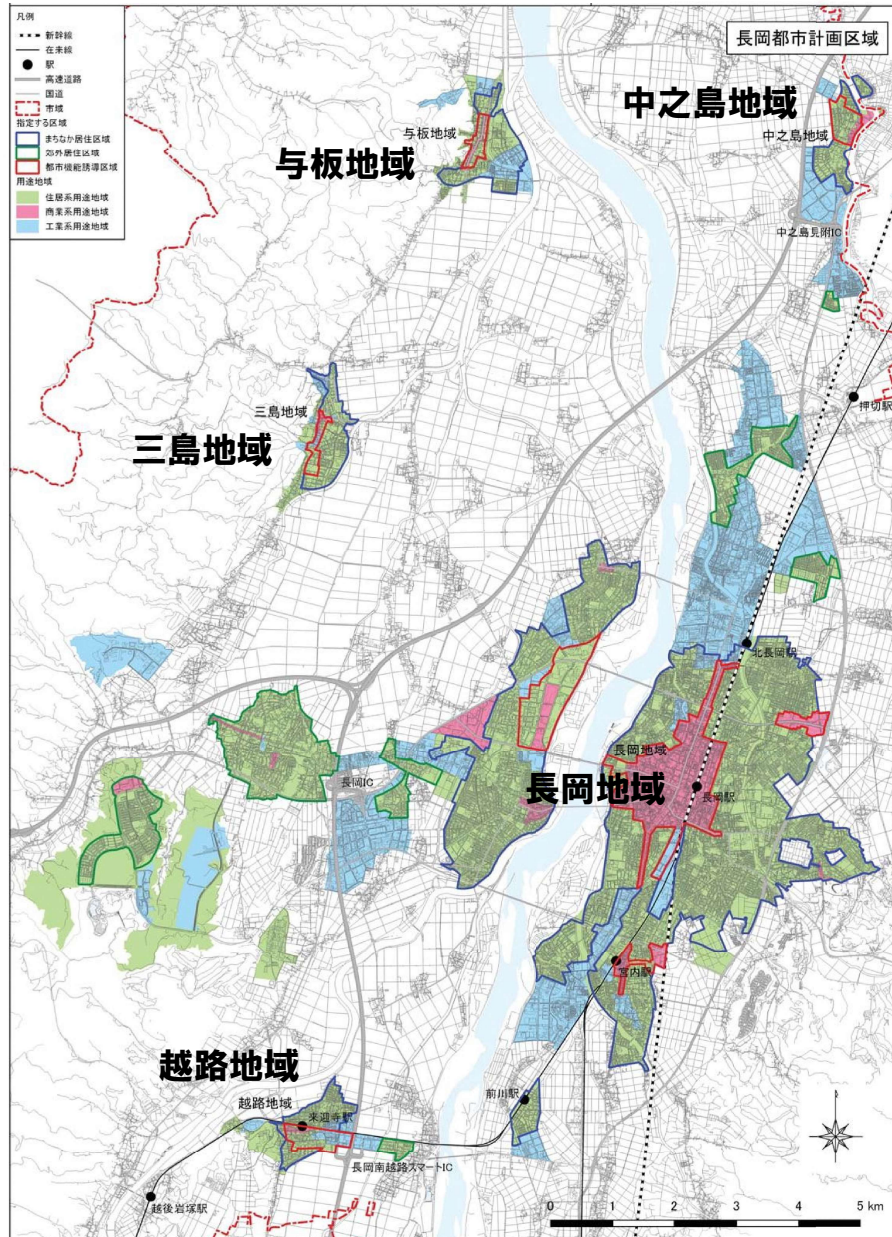 凡例
新幹線
在来線
駅
高速道路
国道
市域
指定する区域
まちなか居住区域
郊外居住区域
都市機能誘導区域
用途地域
住居系用途地域
商業系用途地域
工業系用途地域
長岡都市計画区域
中之島地域
中之島地域
与板地域
与板地域
中之島見附IC
押切駅
三島地域
三島地域
北長岡駅
長岡地域
長岡IC
長岡地域
長岡駅
宮内駅
越路地域
越路地域
来迎寺駅
前川駅
長岡南越路スマートIC
越後岩塚駅
0 1 2 3 4 5 km